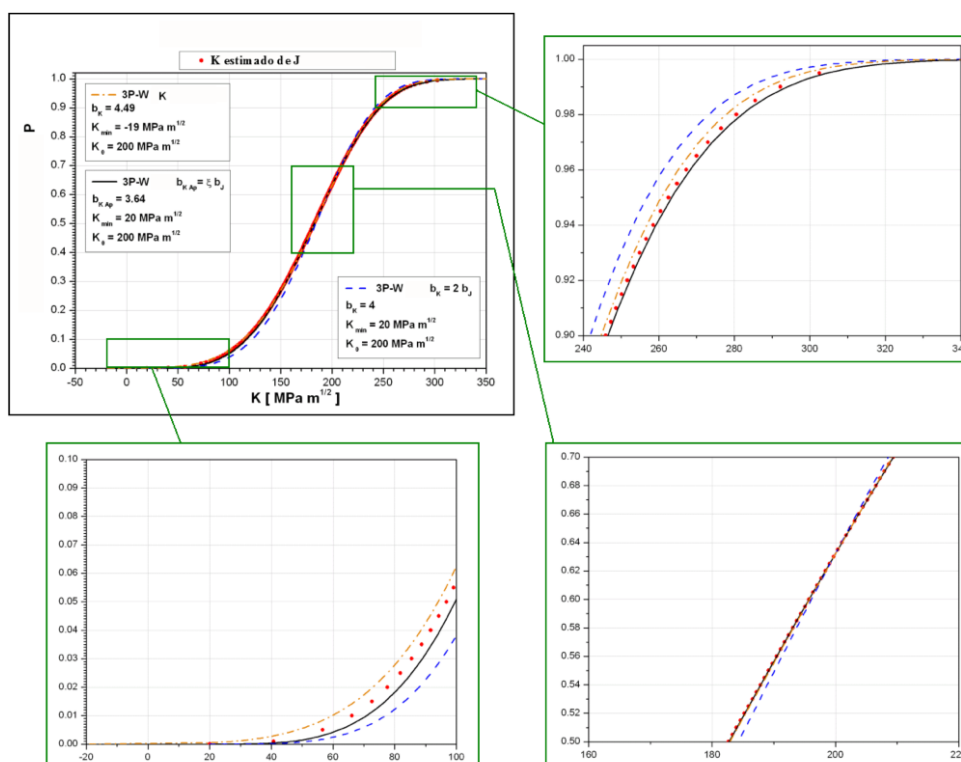 K estimado de J
1.0
0.9
0.8
0.7
0.6
0.5
0.4
0.3
0.2
0.1
0.0
P
3P-W K
b_K = 4.49
K_min = -19 MPa m^1/2
K_0 = 200 MPa m^1/2
3P-W b_K Ap = ξ b_J
b_K Ap = 3.64
K_min = 20 MPa m^1/2
K_0 = 200 MPa m^1/2
3P-W b_K = 2 b_J
b_K = 4
K_min = 20 MPa m^1/2
K_0 = 200 MPa m^1/2
-50 0 50 100 150 200 250 300 350
K [ MPa m^1/2 ]
1.00
0.98
0.96
0.94
0.92
0.90
240 260 280 300 320 340
0.10
0.09
0.08
0.07
0.06
0.05
0.04
0.03
0.02
0.01
0.00
-20 0 20 40 60 80 100
0.70
0.68
0.66
0.64
0.62
0.60
0.58
0.56
0.54
0.52
0.50
160 180 200